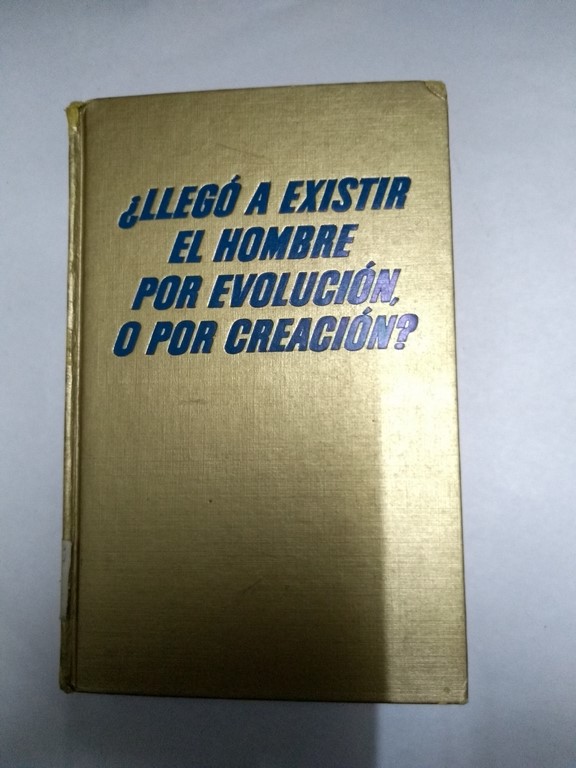 ¿LLEGÓ A EXISTIR
EL HOMBRE
POR EVOLUCIÓN,
O POR CREACIÓN?